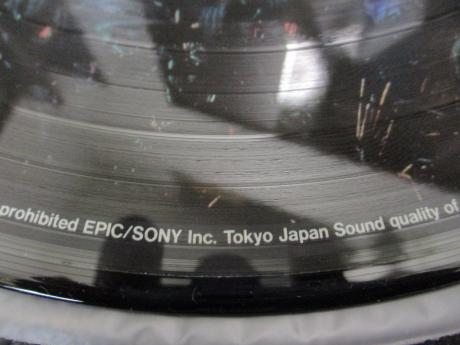 prohibited EPIC/SONY Inc. Tokyo Japan Sound quality of